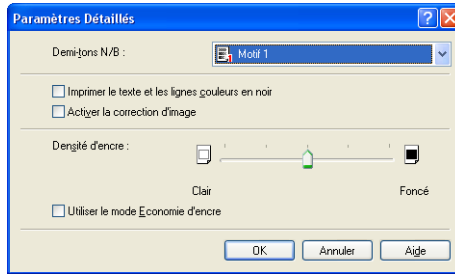 Paramètres Détaillés
Demi-tons N/B :
Motif 1
Imprimer le texte et les lignes couleurs en noir
Activer la correction d'image
Densité d'encre :
Clair
Foncé
Utiliser le mode Economie d'encre
OK
Annuler
Aide